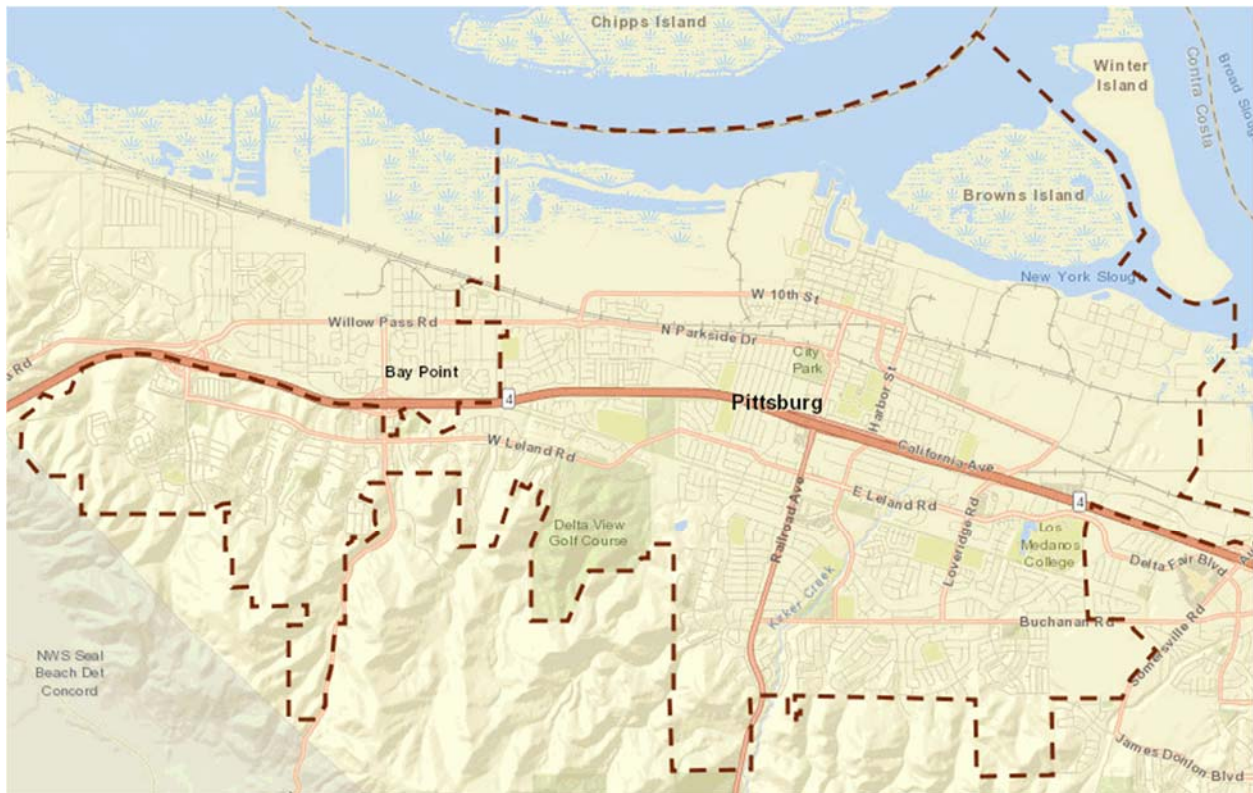 Chipps Island
Winter
Island
Contra Costa
Broad Slough
Browns Island
New York Slough
W 10th St
Willow Pass Rd
N Parkside Dr
City
Park
Bay Point
4
Pittsburg
Harbor St
California Ave
W Leland Rd
Railroad Ave
E Leland Rd
4
Loveridge Rd
Los
Medanos
College
Delta View
Golf Course
Delta Fair Blvd
Kirker Creek
Buchanan Rd
Somersville Rd
NWS Seal
Beach Det
Concord
James Donlon Blvd